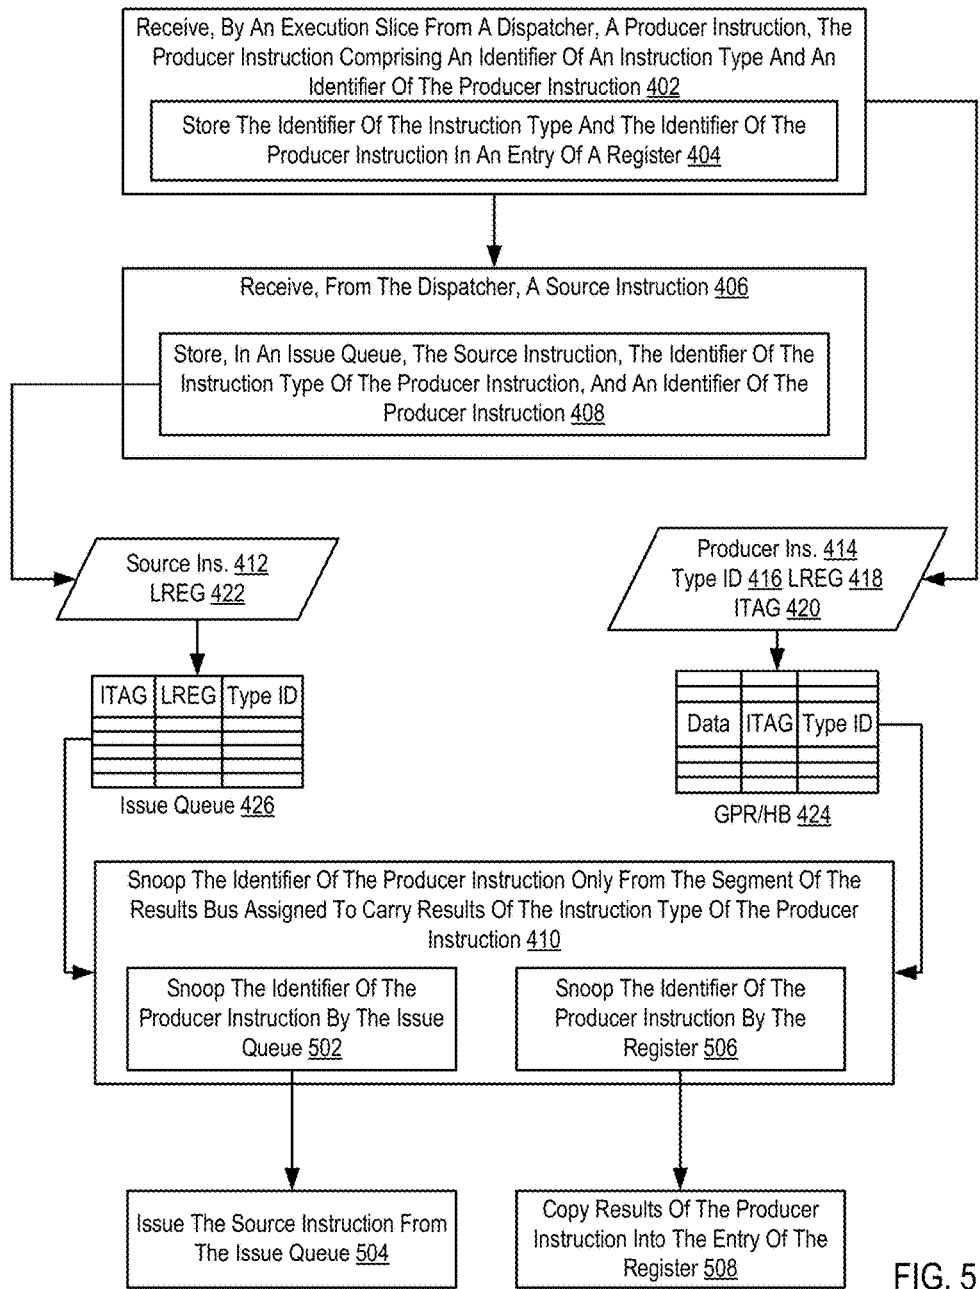 Receive, By An Execution Slice From A Dispatcher, A Producer Instruction, The
Producer Instruction Comprising An Identifier Of An Instruction Type And An
Identifier Of The Producer Instruction 402
Store The Identifier Of The Instruction Type And The Identifier Of The
Producer Instruction In An Entry Of A Register 404
Receive, From The Dispatcher, A Source Instruction 406
Store, In An Issue Queue, The Source Instruction, The Identifier Of The
Instruction Type Of The Producer Instruction, And An Identifier Of The
Producer Instruction 408
Source Ins. 412
LREG 422
Producer Ins. 414
Type ID 416 LREG 418
ITAG 420
ITAG LREG Type ID
Issue Queue 426
Data ITAG Type ID
GPR/HB 424
Snoop The Identifier Of The Producer Instruction Only From The Segment Of The
Results Bus Assigned To Carry Results Of The Instruction Type Of The Producer
Instruction 410
Snoop The Identifier Of The
Producer Instruction By The Issue
Queue 502
Snoop The Identifier Of The
Producer Instruction By The
Register 506
Issue The Source Instruction From
The Issue Queue 504
Copy Results Of The Producer
Instruction Into The Entry Of The
Register 508
FIG. 5